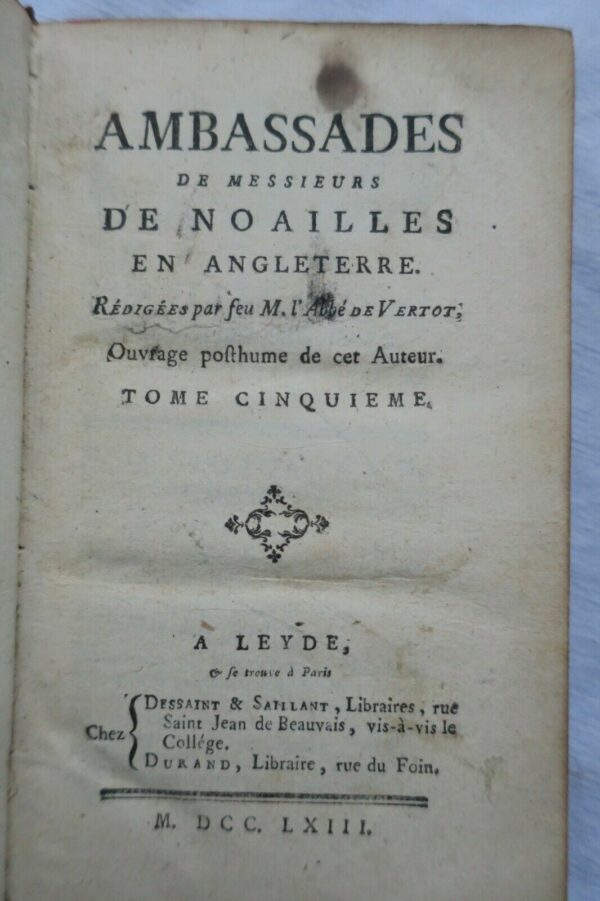 AMBASSADES
DE MESSIEURS
DE NOAILLES
EN ANGLETERRE.
RÉDIGÉES par feu M. l'Abbé DE VERTOT;
Ouvrage posthume de cet Auteur.
TOME CINQUIEME.
A LEYDE,
& se trouve à Paris
Chez { DESSAINT & SAILLANT, Libraires, rue
Saint Jean de Beauvais, vis-à-vis le
Collége.
DURAND, Libraire, rue du Foin.
M. DCC. LXIII.